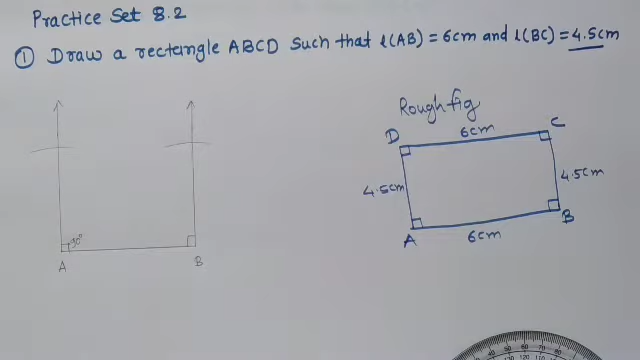 Practice Set 8.2
① Draw a rectangle ABCD Such that l(AB) = 6cm and l(BC) = 4.5cm
Rough fig
D 6cm C
4.5cm 4.5cm
90°
A B
A 6cm B